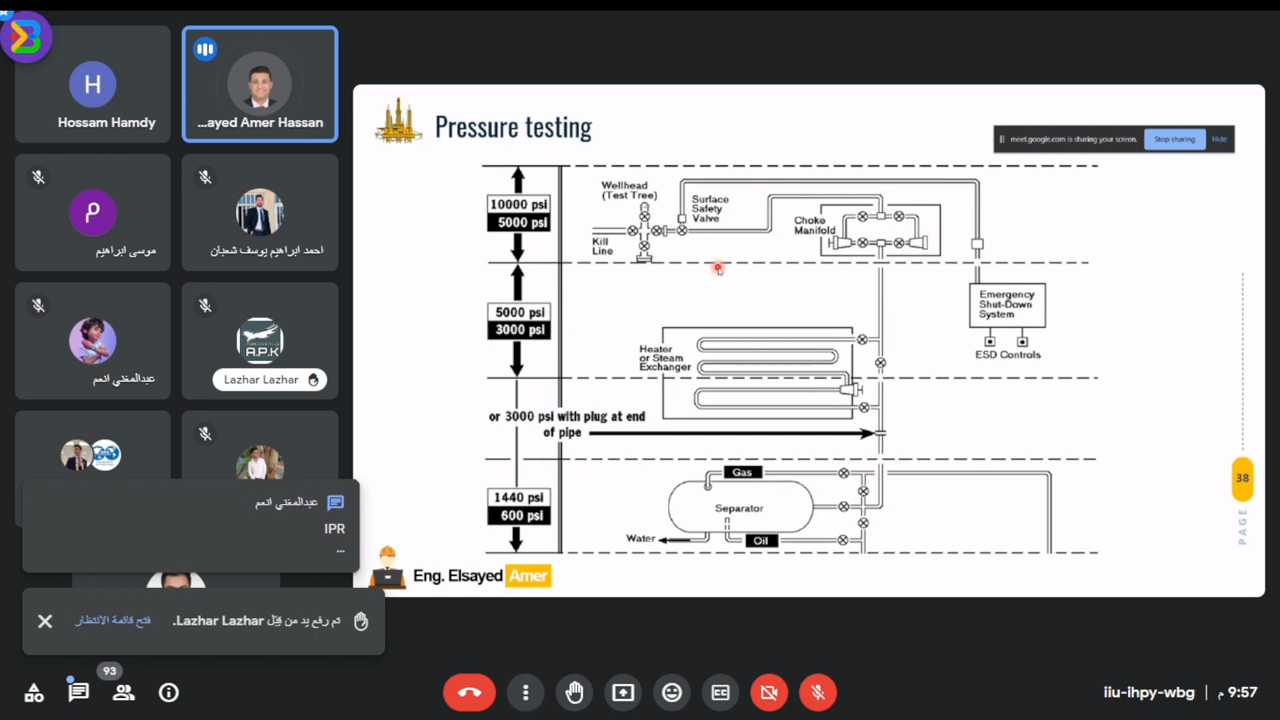 H
Hossam Hamdy
...ayed Amer Hassan
م
موسى ابراهيم
احمد ابراهيم يوسف شعبان
عبدالمغني انعم
A.P.K
Lazhar Lazhar
عبدالمغني انعم
IPR
...
تم رفع يد من قِبَل Lazhar Lazhar.
فتح قائمة الانتظار
Pressure testing
meet.google.com is sharing your screen.
Stop sharing
Hide
10000 psi
5000 psi
Wellhead
(Test Tree)
Surface
Safety
Valve
Kill
Line
Choke
Manifold
5000 psi
3000 psi
Emergency
Shut-Down
System
ESD Controls
Heater
or Steam
Exchanger
or 3000 psi with plug at end
of pipe
1440 psi
600 psi
Gas
Separator
Water
Oil
PAGE
38
Eng. Elsayed Amer
93
iiu-ihpy-wbg | 9:57 م